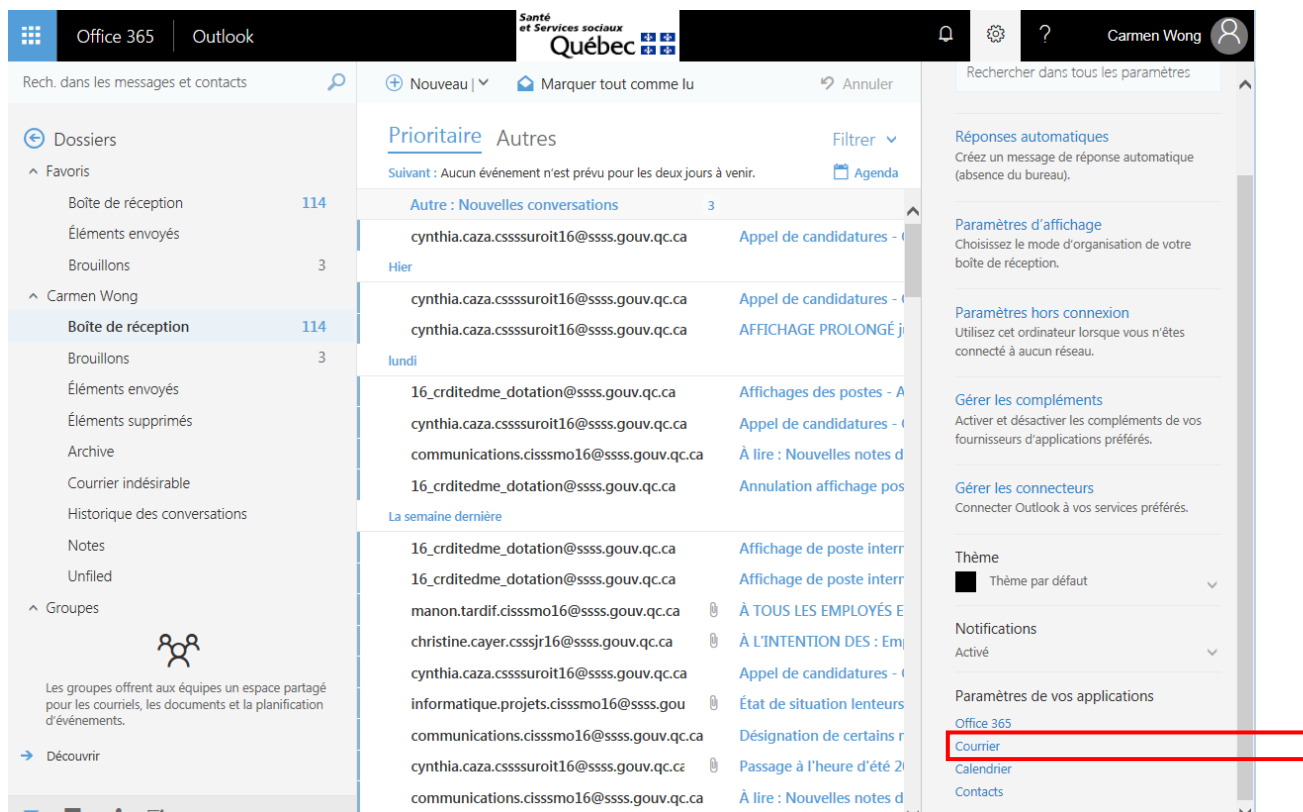 Office 365
Outlook
Santé
et Services sociaux
Québec
?
Carmen Wong
Rech. dans les messages et contacts
Nouveau |
Marquer tout comme lu
Annuler
Rechercher dans tous les paramètres
Dossiers
Favoris
Boîte de réception 114
Éléments envoyés
Brouillons 3
Carmen Wong
Boîte de réception 114
Brouillons 3
Éléments envoyés
Éléments supprimés
Archive
Courrier indésirable
Historique des conversations
Notes
Unfiled
Groupes
Les groupes offrent aux équipes un espace partagé
pour les courriels, les documents et la planification
d'événements.
Découvrir
Prioritaire Autres
Filtrer
Suivant : Aucun événement n'est prévu pour les deux jours à venir.
Agenda
Autre : Nouvelles conversations 3
cynthia.caza.cssssuroit16@ssss.gouv.qc.ca Appel de candidatures -
Hier
cynthia.caza.cssssuroit16@ssss.gouv.qc.ca Appel de candidatures -
cynthia.caza.cssssuroit16@ssss.gouv.qc.ca AFFICHAGE PROLONGÉ j
lundi
16_crditedme_dotation@ssss.gouv.qc.ca Affichages des postes - A
cynthia.caza.cssssuroit16@ssss.gouv.qc.ca Appel de candidatures -
communications.cisssmo16@ssss.gouv.qc.ca À lire : Nouvelles notes d
16_crditedme_dotation@ssss.gouv.qc.ca Annulation affichage pos
La semaine dernière
16_crditedme_dotation@ssss.gouv.qc.ca Affichage de poste intern
16_crditedme_dotation@ssss.gouv.qc.ca Affichage de poste intern
manon.tardif.cisssmo16@ssss.gouv.qc.ca À TOUS LES EMPLOYÉS E
christine.cayer.csssjr16@ssss.gouv.qc.ca À L'INTENTION DES : Em
cynthia.caza.cssssuroit16@ssss.gouv.qc.ca Appel de candidatures -
informatique.projets.cisssmo16@ssss.gou État de situation lenteurs
communications.cisssmo16@ssss.gouv.qc.ca Désignation de certains r
cynthia.caza.cssssuroit16@ssss.gouv.qc.ca Passage à l'heure d'été 2
communications.cisssmo16@ssss.gouv.qc.ca À lire : Nouvelles notes d
Réponses automatiques
Créez un message de réponse automatique
(absence du bureau).
Paramètres d'affichage
Choisissez le mode d'organisation de votre
boîte de réception.
Paramètres hors connexion
Utilisez cet ordinateur lorsque vous n'êtes
connecté à aucun réseau.
Gérer les compléments
Activer et désactiver les compléments de vos
fournisseurs d'applications préférés.
Gérer les connecteurs
Connecter Outlook à vos services préférés.
Thème
Thème par défaut
Notifications
Activé
Paramètres de vos applications
Office 365
Courrier
Calendrier
Contacts